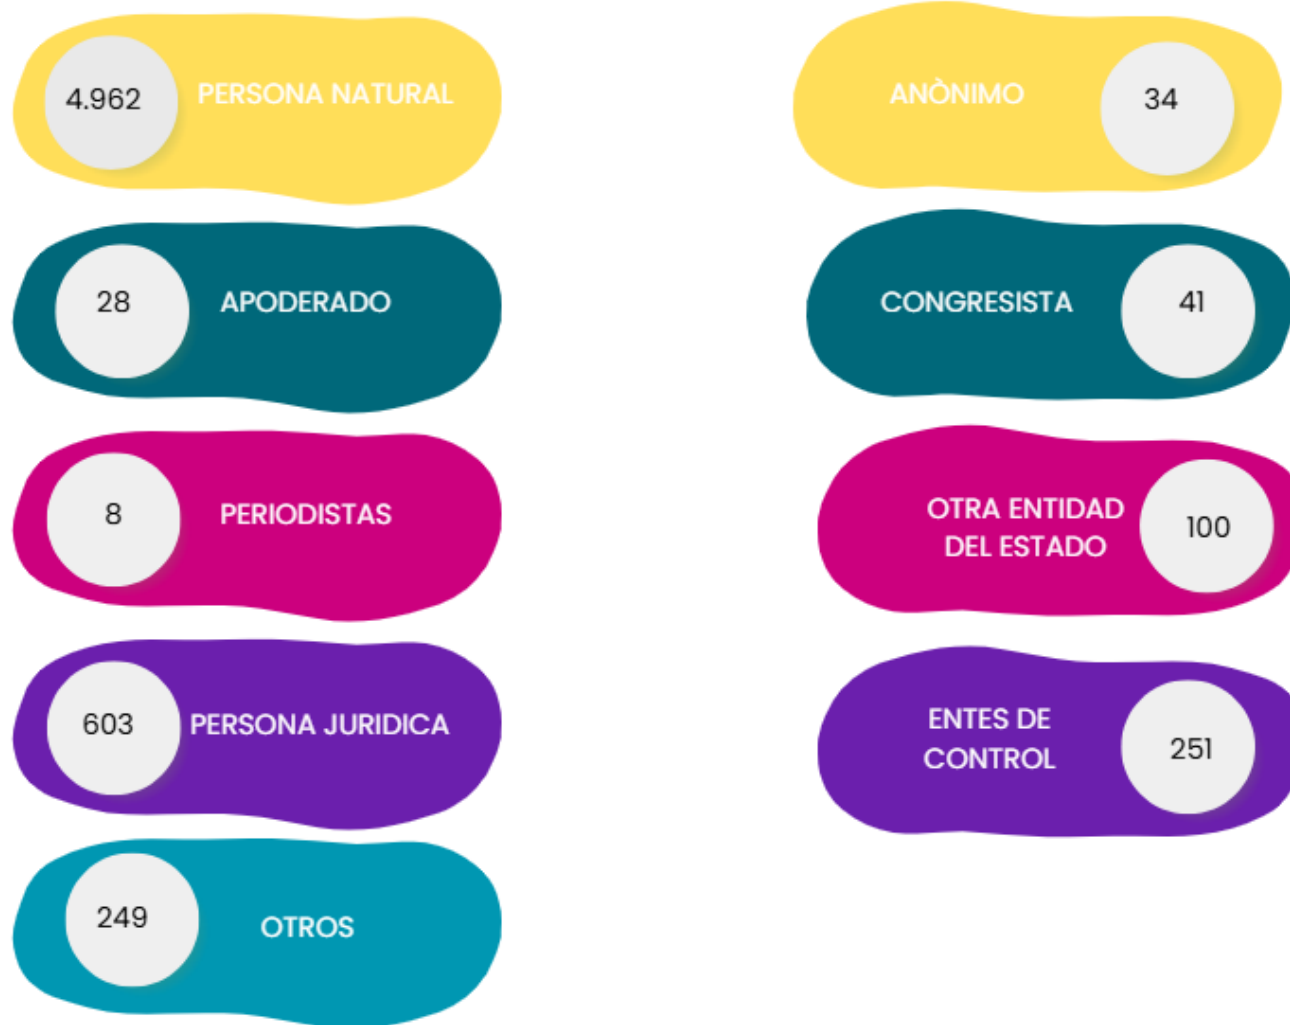 4.962
PERSONA NATURAL
ANÒNIMO
34
28
APODERADO
CONGRESISTA
41
8
PERIODISTAS
OTRA ENTIDAD
DEL ESTADO
100
603
PERSONA JURIDICA
ENTES DE
CONTROL
251
249
OTROS